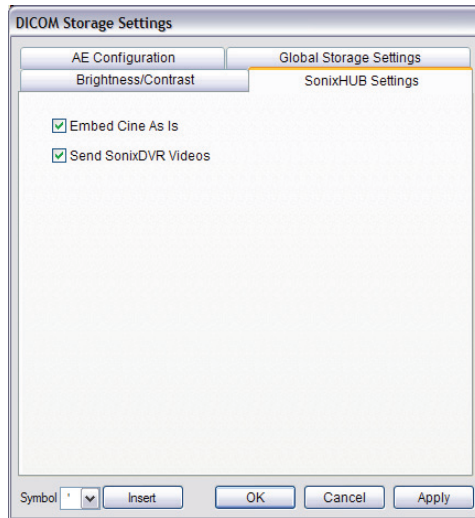 DICOM Storage Settings
AE Configuration Global Storage Settings
Brightness/Contrast SonixHUB Settings
Embed Cine As Is
Send SonixDVR Videos
Symbol Insert OK Cancel Apply